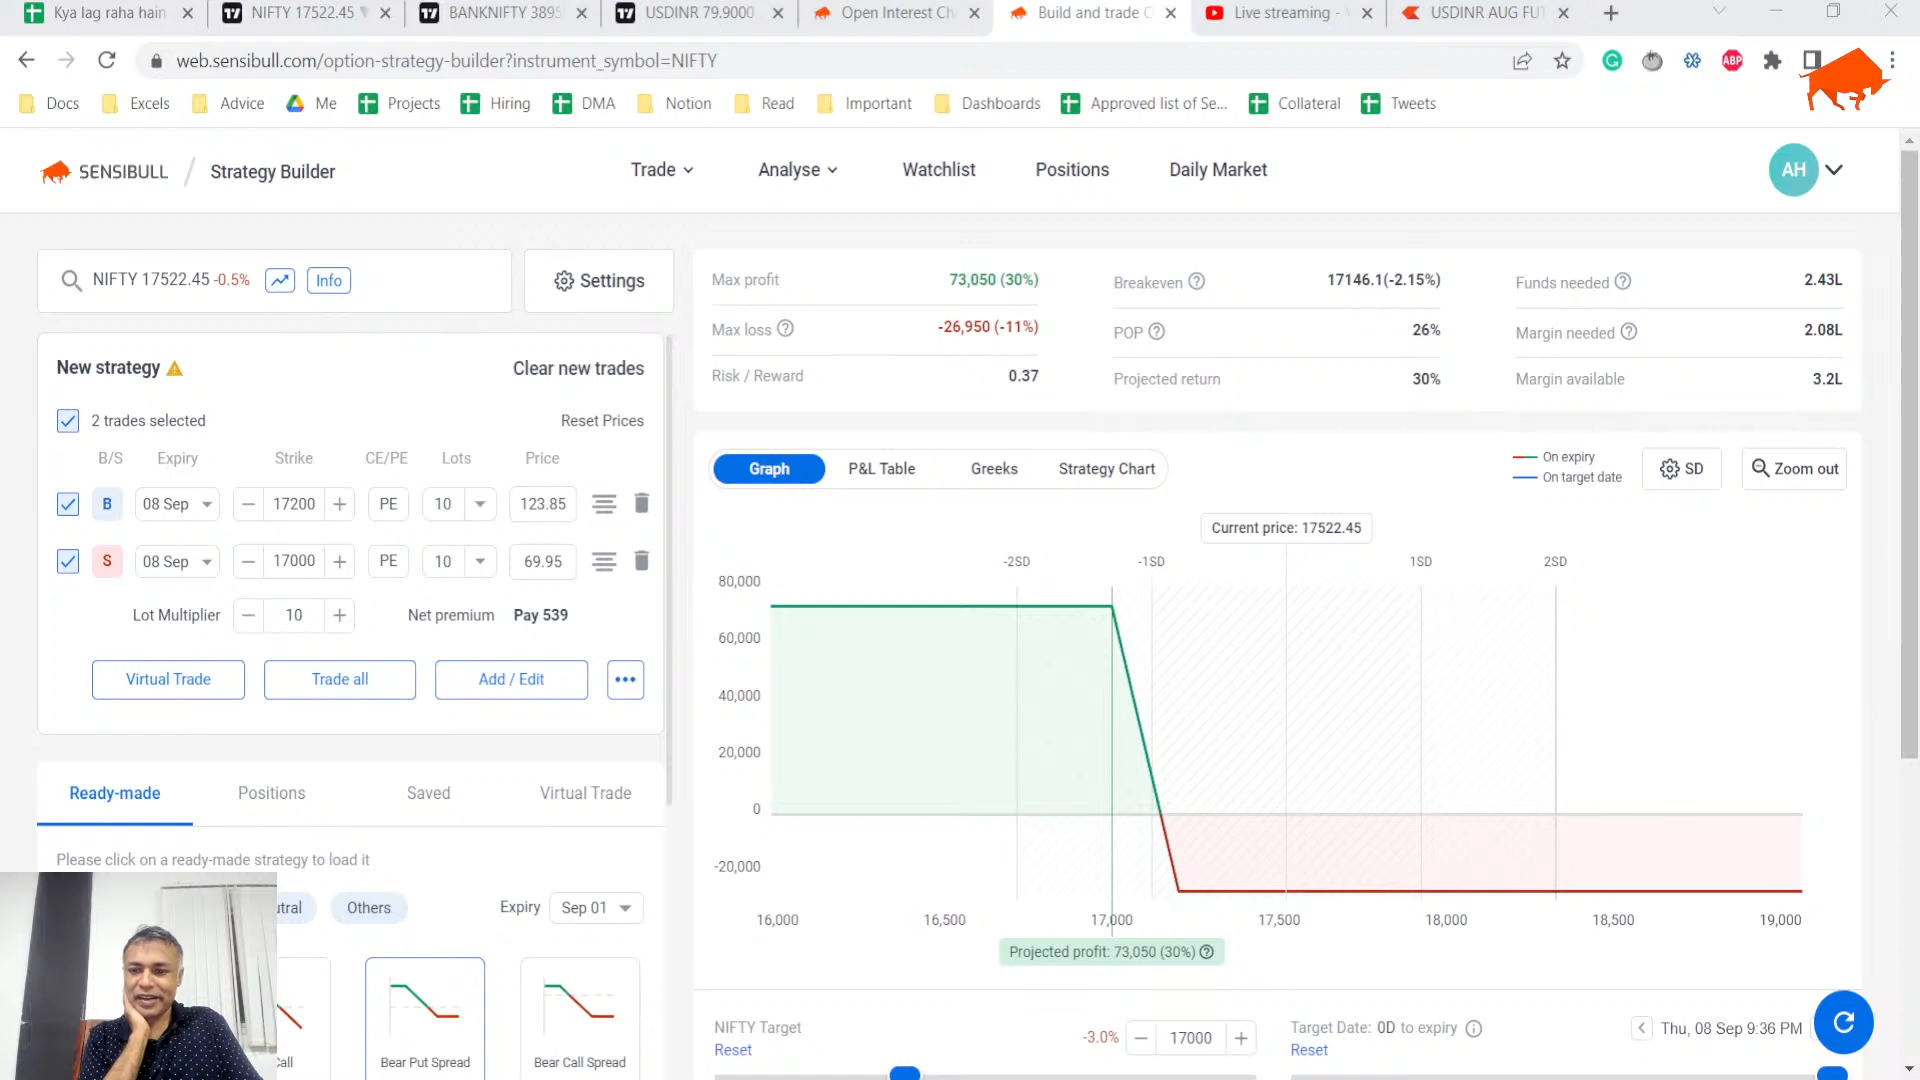 Kya lag raha hain
NIFTY 17522.45
BANKNIFTY 3895
USDINR 79.9000
Open Interest Ch
Build and trade
Live streaming -
USDINR AUG FUT
web.sensibull.com/option-strategy-builder?instrument_symbol=NIFTY
G
ABP
Docs
Excels
Advice
Me
Projects
Hiring
DMA
Notion
Read
Important
Dashboards
Approved list of Se...
Collateral
Tweets
SENSIBULL / Strategy Builder
Trade
Analyse
Watchlist
Positions
Daily Market
AH
NIFTY 17522.45 -0.5%
Info
Settings
Max profit 73,050 (30%)
Max loss -26,950 (-11%)
Risk / Reward 0.37
Breakeven 17146.1(-2.15%)
POP 26%
Projected return 30%
Funds needed 2.43L
Margin needed 2.08L
Margin available 3.2L
New strategy
Clear new trades
2 trades selected
Reset Prices
B/S Expiry Strike CE/PE Lots Price
B 08 Sep 17200 PE 10 123.85
S 08 Sep 17000 PE 10 69.95
Lot Multiplier 10 Net premium Pay 539
Virtual Trade
Trade all
Add / Edit
Graph
P&L Table
Greeks
Strategy Chart
On expiry
On target date
SD
Zoom out
Current price: 17522.45
-2SD -1SD 1SD 2SD
80,000
60,000
40,000
20,000
0
-20,000
16,000 16,500 17,000 17,500 18,000 18,500 19,000
Projected profit: 73,050 (30%)
Ready-made
Positions
Saved
Virtual Trade
Please click on a ready-made strategy to load it
Others
Expiry Sep 01
Bear Put Spread
Bear Call Spread
NIFTY Target
Reset
-3.0% 17000
Target Date: 0D to expiry
Reset
Thu, 08 Sep 9:36 PM